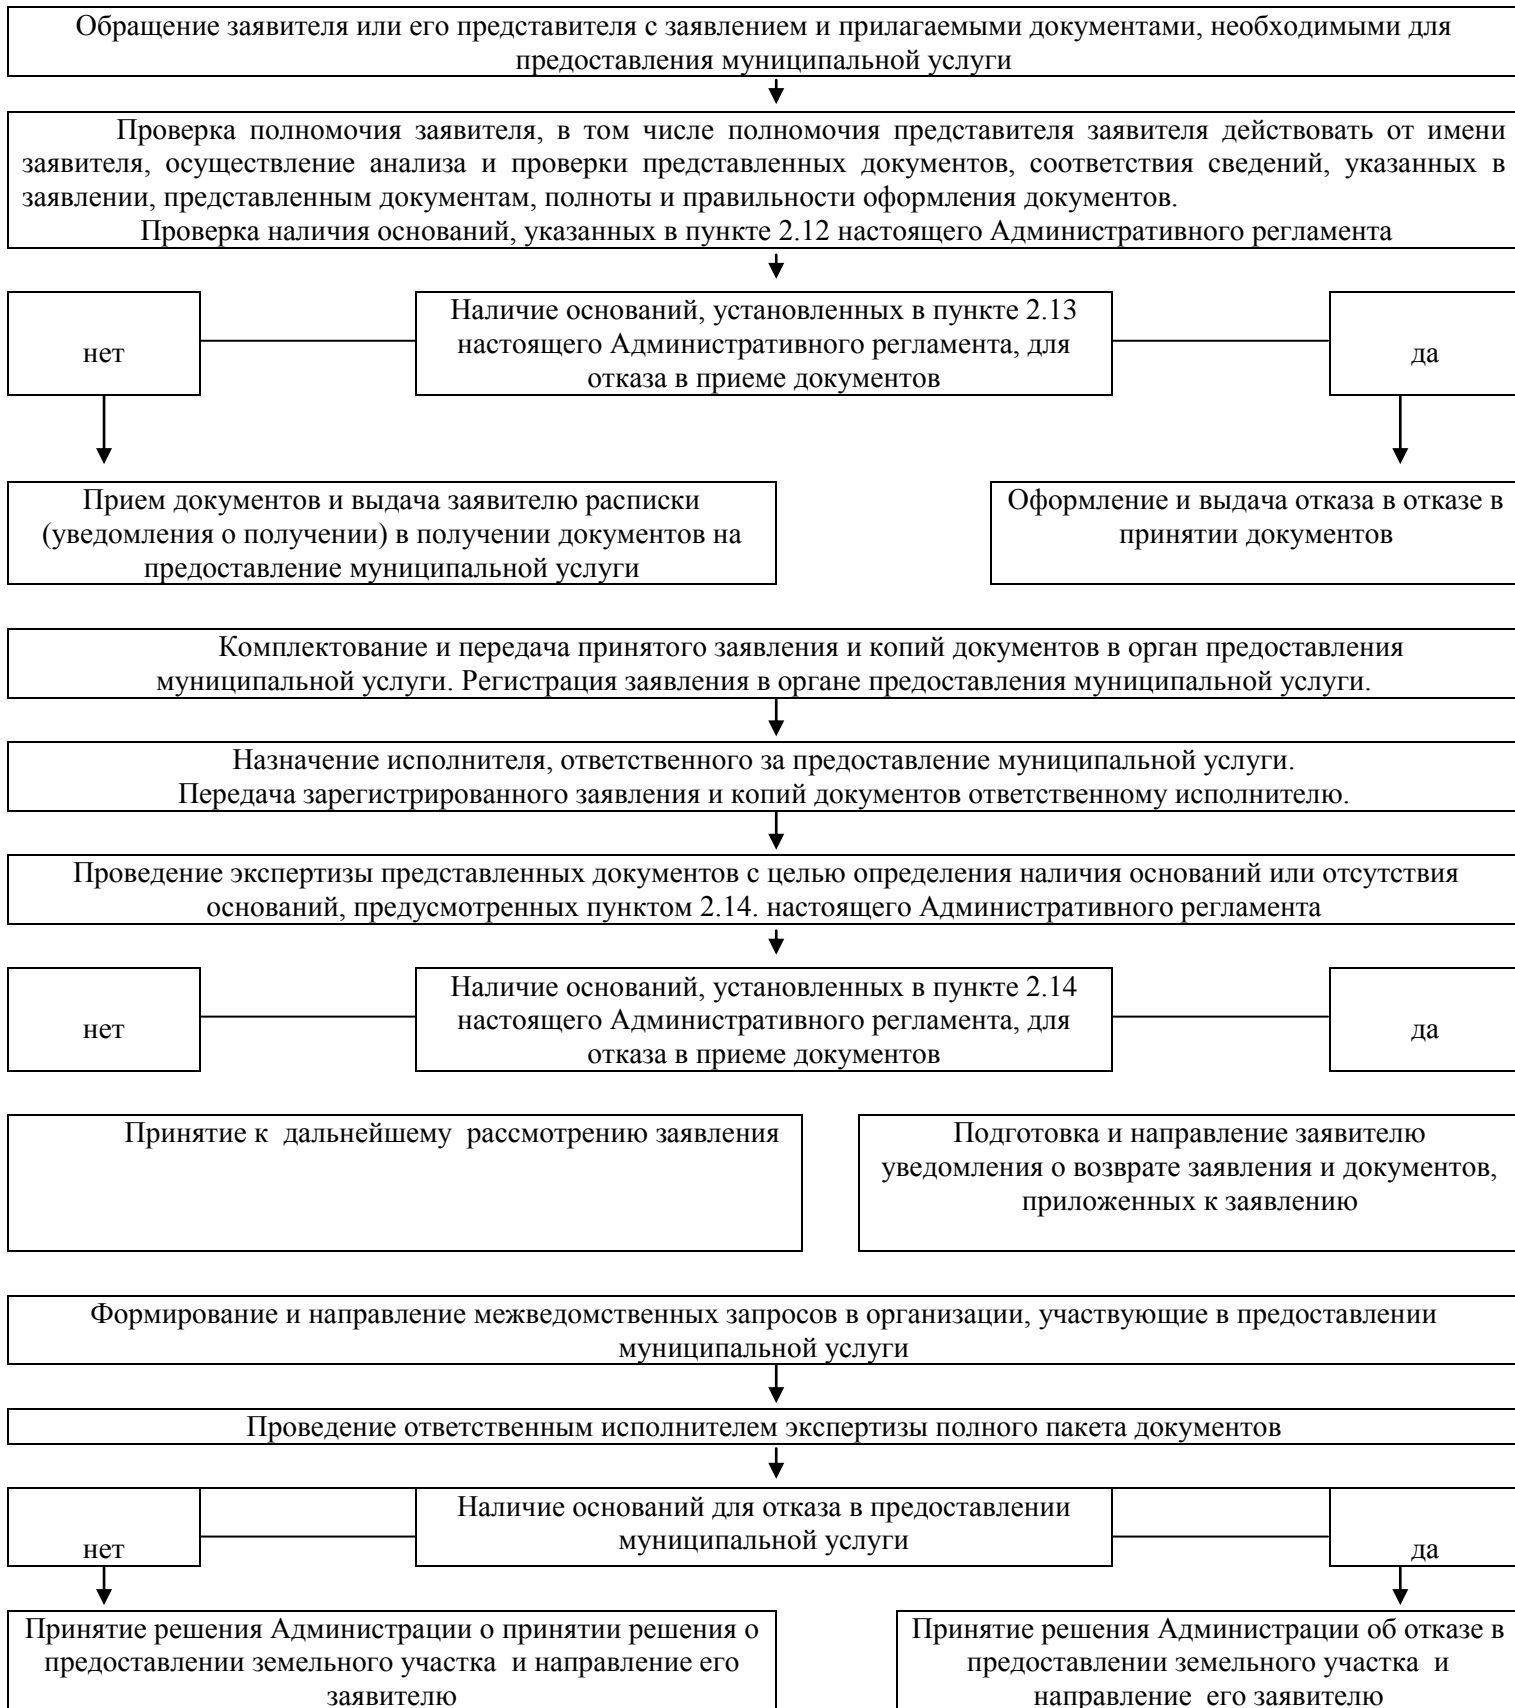 Обращение заявителя или его представителя с заявлением и прилагаемыми документами, необходимыми для
предоставления муниципальной услуги
Проверка полномочия заявителя, в том числе полномочия представителя заявителя действовать от имени
заявителя, осуществление анализа и проверки представленных документов, соответствия сведений, указанных в
заявлении, представленным документам, полноты и правильности оформления документов.
Проверка наличия оснований, указанных в пункте 2.12 настоящего Административного регламента
нет
Наличие оснований, установленных в пункте 2.13
настоящего Административного регламента, для
отказа в приеме документов
да
Прием документов и выдача заявителю расписки
(уведомления о получении) в получении документов на
предоставление муниципальной услуги
Оформление и выдача отказа в отказе в
принятии документов
Комплектование и передача принятого заявления и копий документов в орган предоставления
муниципальной услуги. Регистрация заявления в органе предоставления муниципальной услуги.
Назначение исполнителя, ответственного за предоставление муниципальной услуги.
Передача зарегистрированного заявления и копий документов ответственному исполнителю.
Проведение экспертизы представленных документов с целью определения наличия оснований или отсутствия
оснований, предусмотренных пунктом 2.14. настоящего Административного регламента
нет
Наличие оснований, установленных в пункте 2.14
настоящего Административного регламента, для
отказа в приеме документов
да
Принятие к дальнейшему рассмотрению заявления
Подготовка и направление заявителю
уведомления о возврате заявления и документов,
приложенных к заявлению
Формирование и направление межведомственных запросов в организации, участвующие в предоставлении
муниципальной услуги
Проведение ответственным исполнителем экспертизы полного пакета документов
нет
Наличие оснований для отказа в предоставлении
муниципальной услуги
да
Принятие решения Администрации о принятии решения о
предоставлении земельного участка и направление его
заявителю
Принятие решения Администрации об отказе в
предоставлении земельного участка и
направление его заявителю